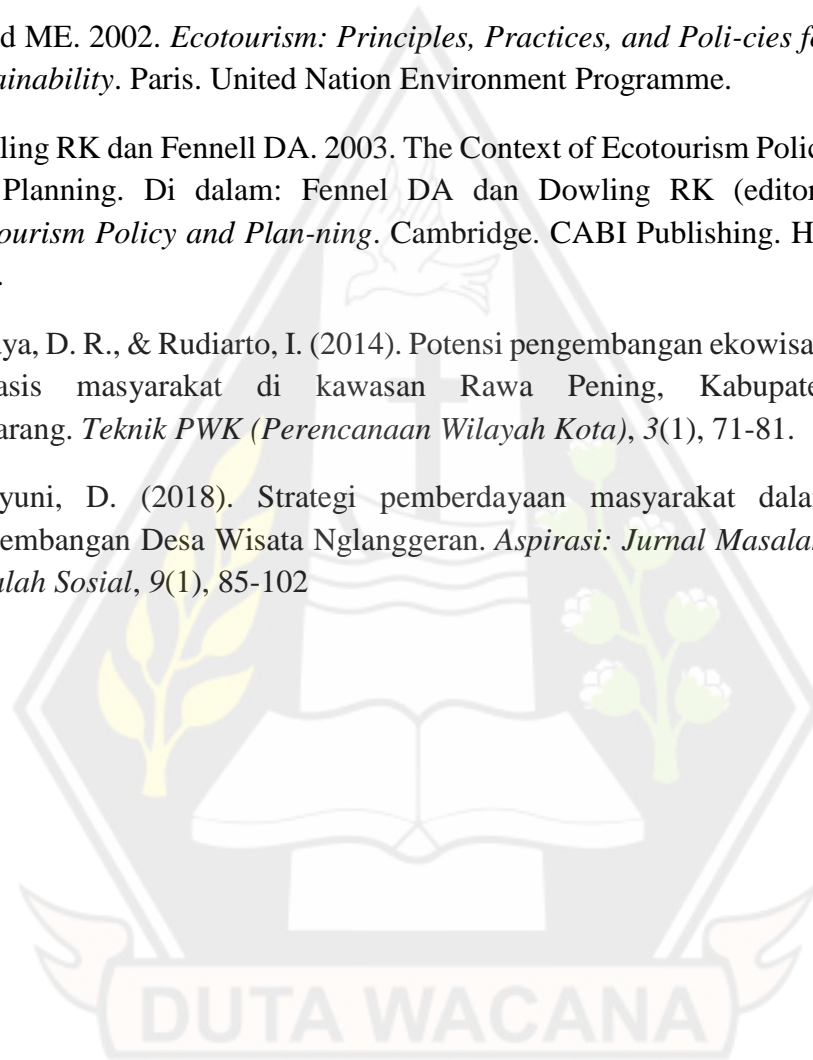 d ME. 2002. Ecotourism: Principles, Practices, and Poli-cies fo
ainability. Paris. United Nation Environment Programme.
ling RK dan Fennell DA. 2003. The Context of Ecotourism Polic
Planning. Di dalam: Fennel DA dan Dowling RK (editor
tourism Policy and Plan-ning. Cambridge. CABI Publishing. H
.
ya, D. R., & Rudiarto, I. (2014). Potensi pengembangan ekowisa
asis masyarakat di kawasan Rawa Pening, Kabupate
arang. Teknik PWK (Perencanaan Wilayah Kota), 3(1), 71-81.
yuni, D. (2018). Strategi pemberdayaan masyarakat dala
embangan Desa Wisata Nglanggeran. Aspirasi: Jurnal Masala
alah Sosial, 9(1), 85-102
DUTA WACANA